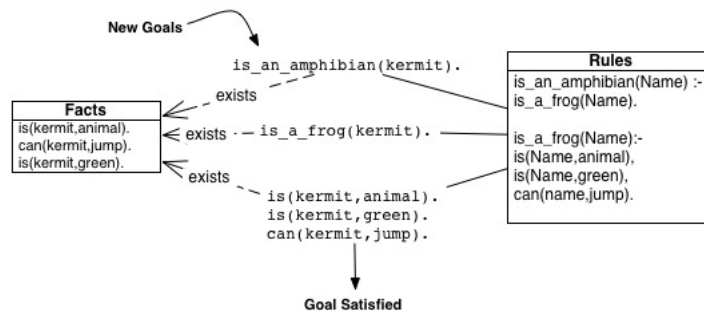 New Goals
is_an_amphibian(kermit).
exists
Facts
is(kermit,animal).
can(kermit,jump).
is(kermit,green).
exists
is_a_frog(kermit).
exists
is(kermit,animal).
is(kermit,green).
can(kermit,jump).
Goal Satisfied
Rules
is_an_amphibian(Name) :-
is_a_frog(Name).
is_a_frog(Name):-
is(Name,animal),
is(Name,green),
can(name,jump).